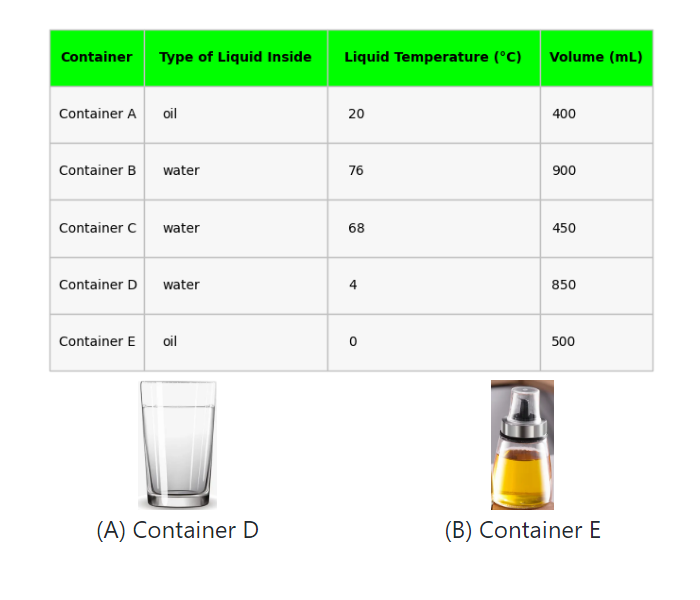 Container Type of Liquid Inside Liquid Temperature (°C) Volume (mL)
Container A oil 20 400
Container B water 76 900
Container C water 68 450
Container D water 4 850
Container E oil 0 500
(A) Container D (B) Container E